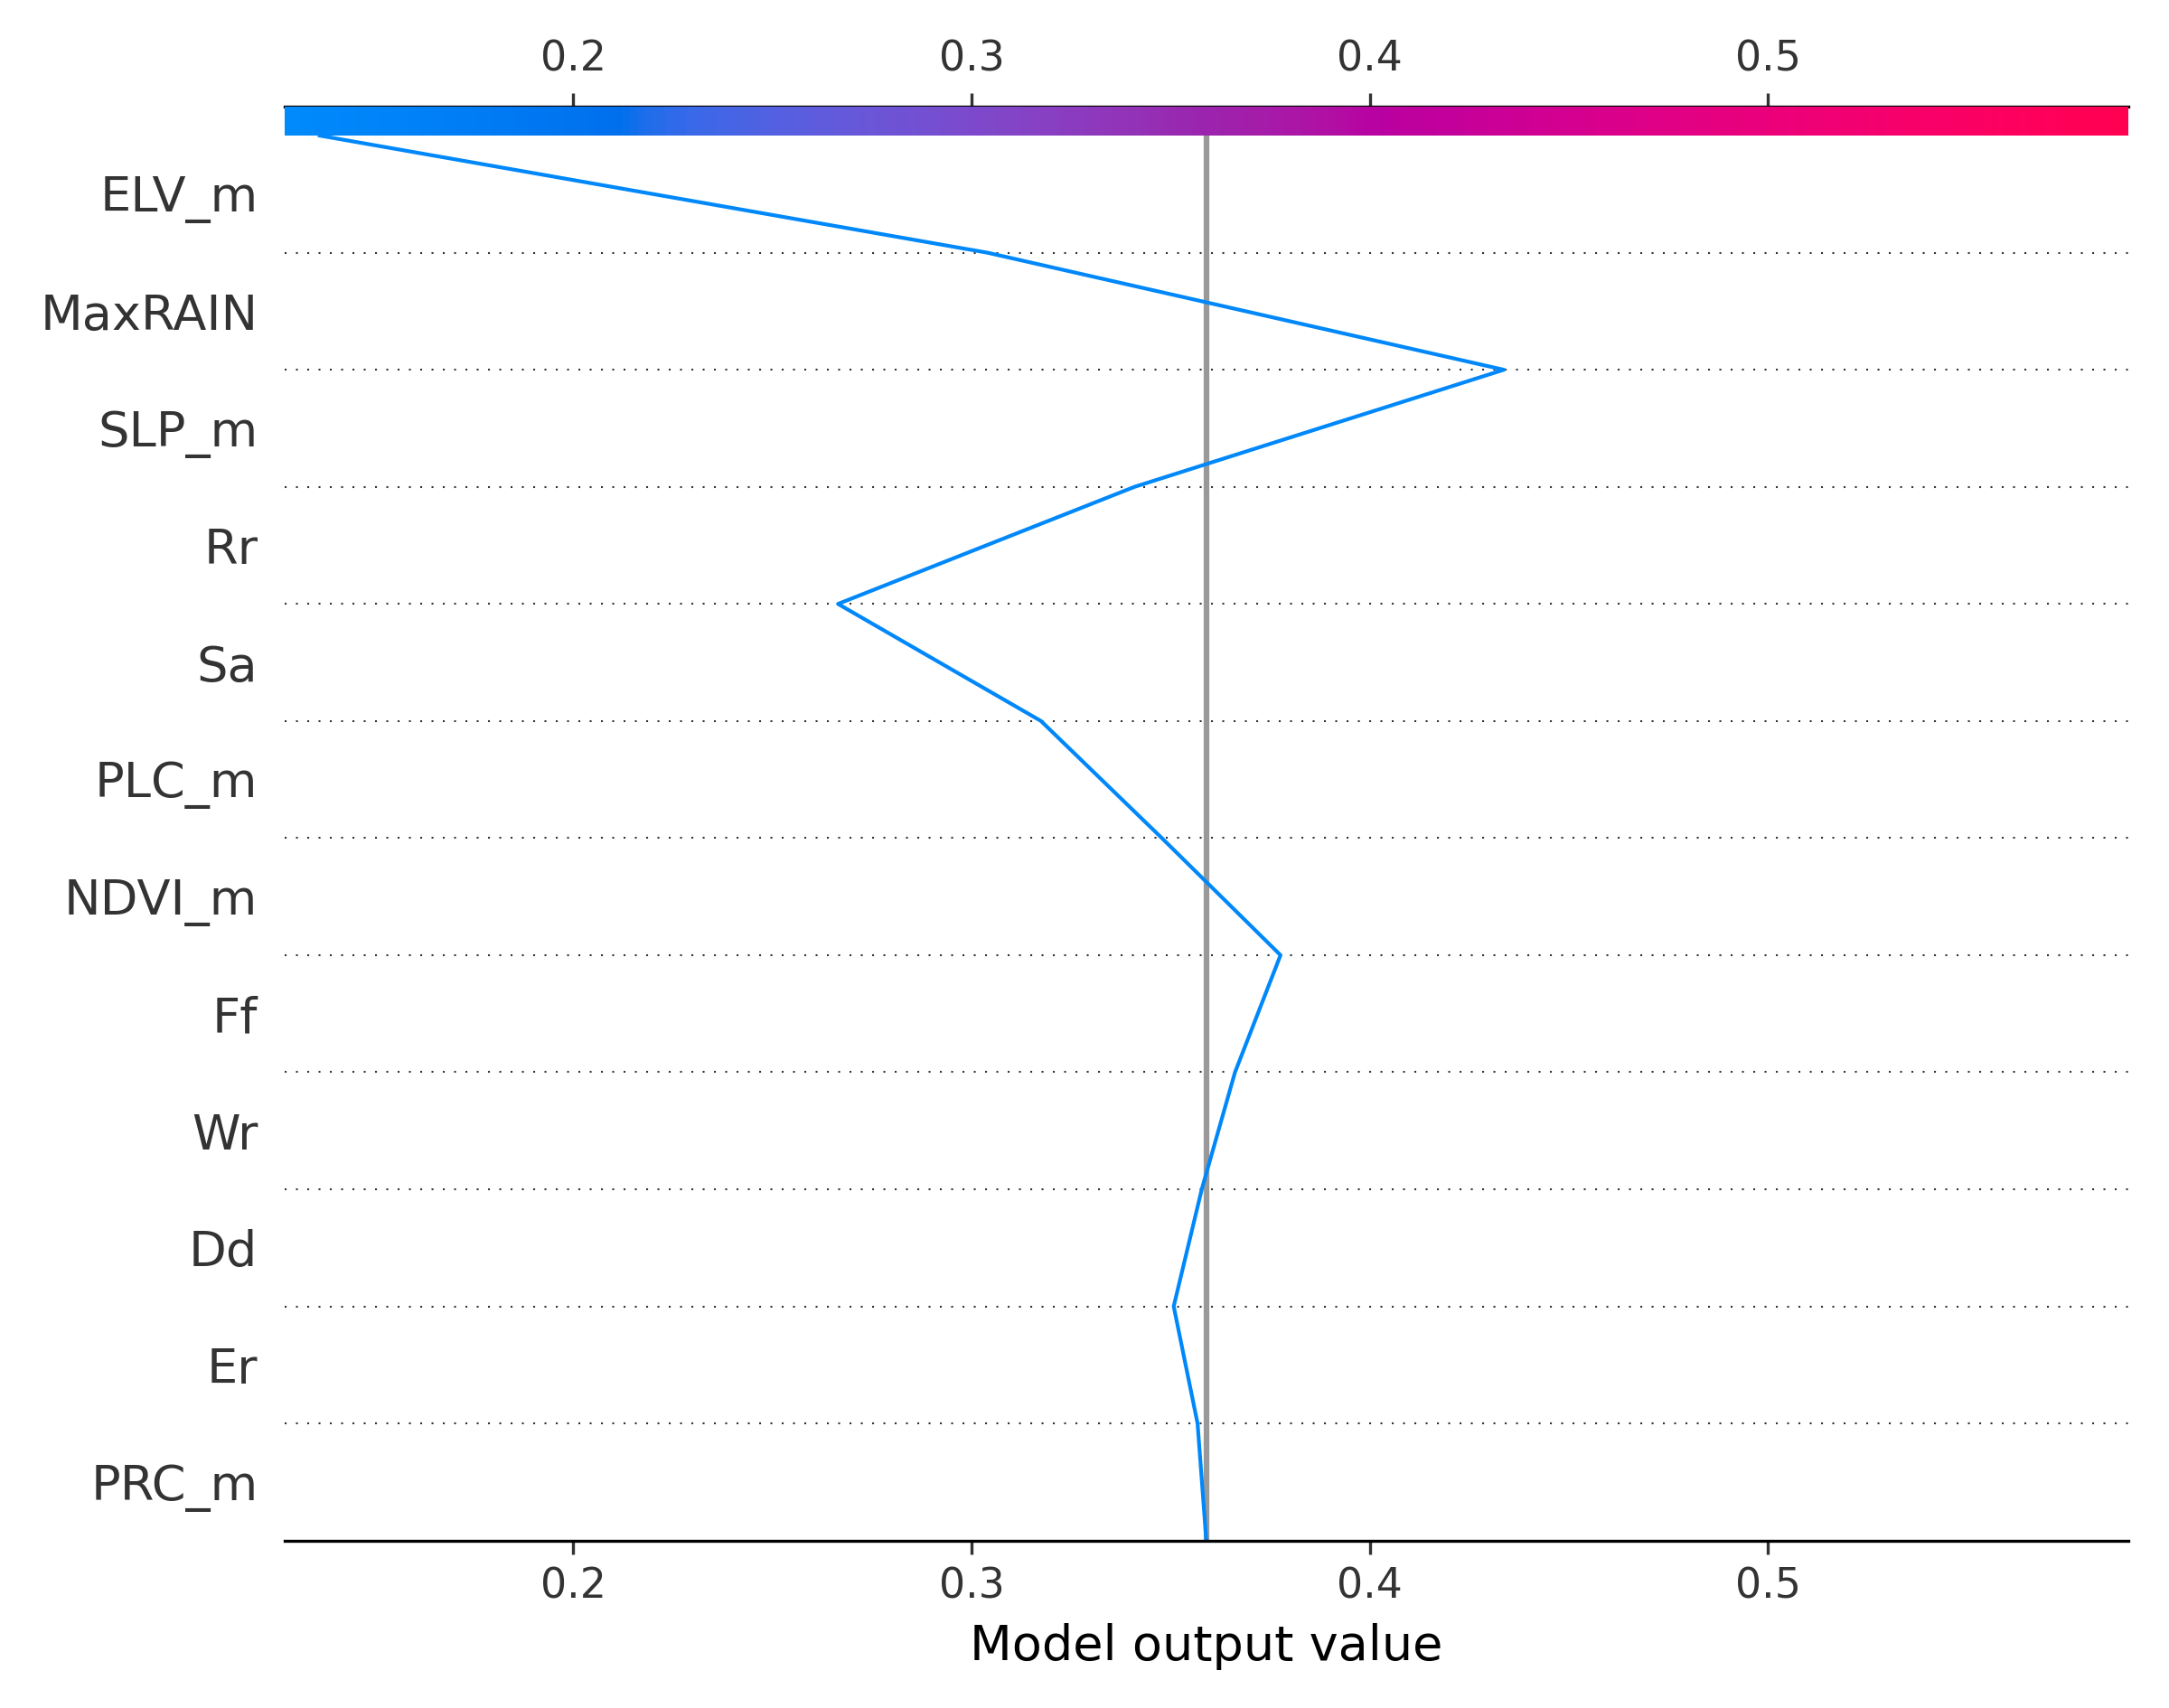 0.2 0.3 0.4 0.5
ELV_m
MaxRAIN
SLP_m
Rr
Sa
PLC_m
NDVI_m
Ff
Wr
Dd
Er
PRC_m
0.2 0.3 0.4 0.5
Model output value